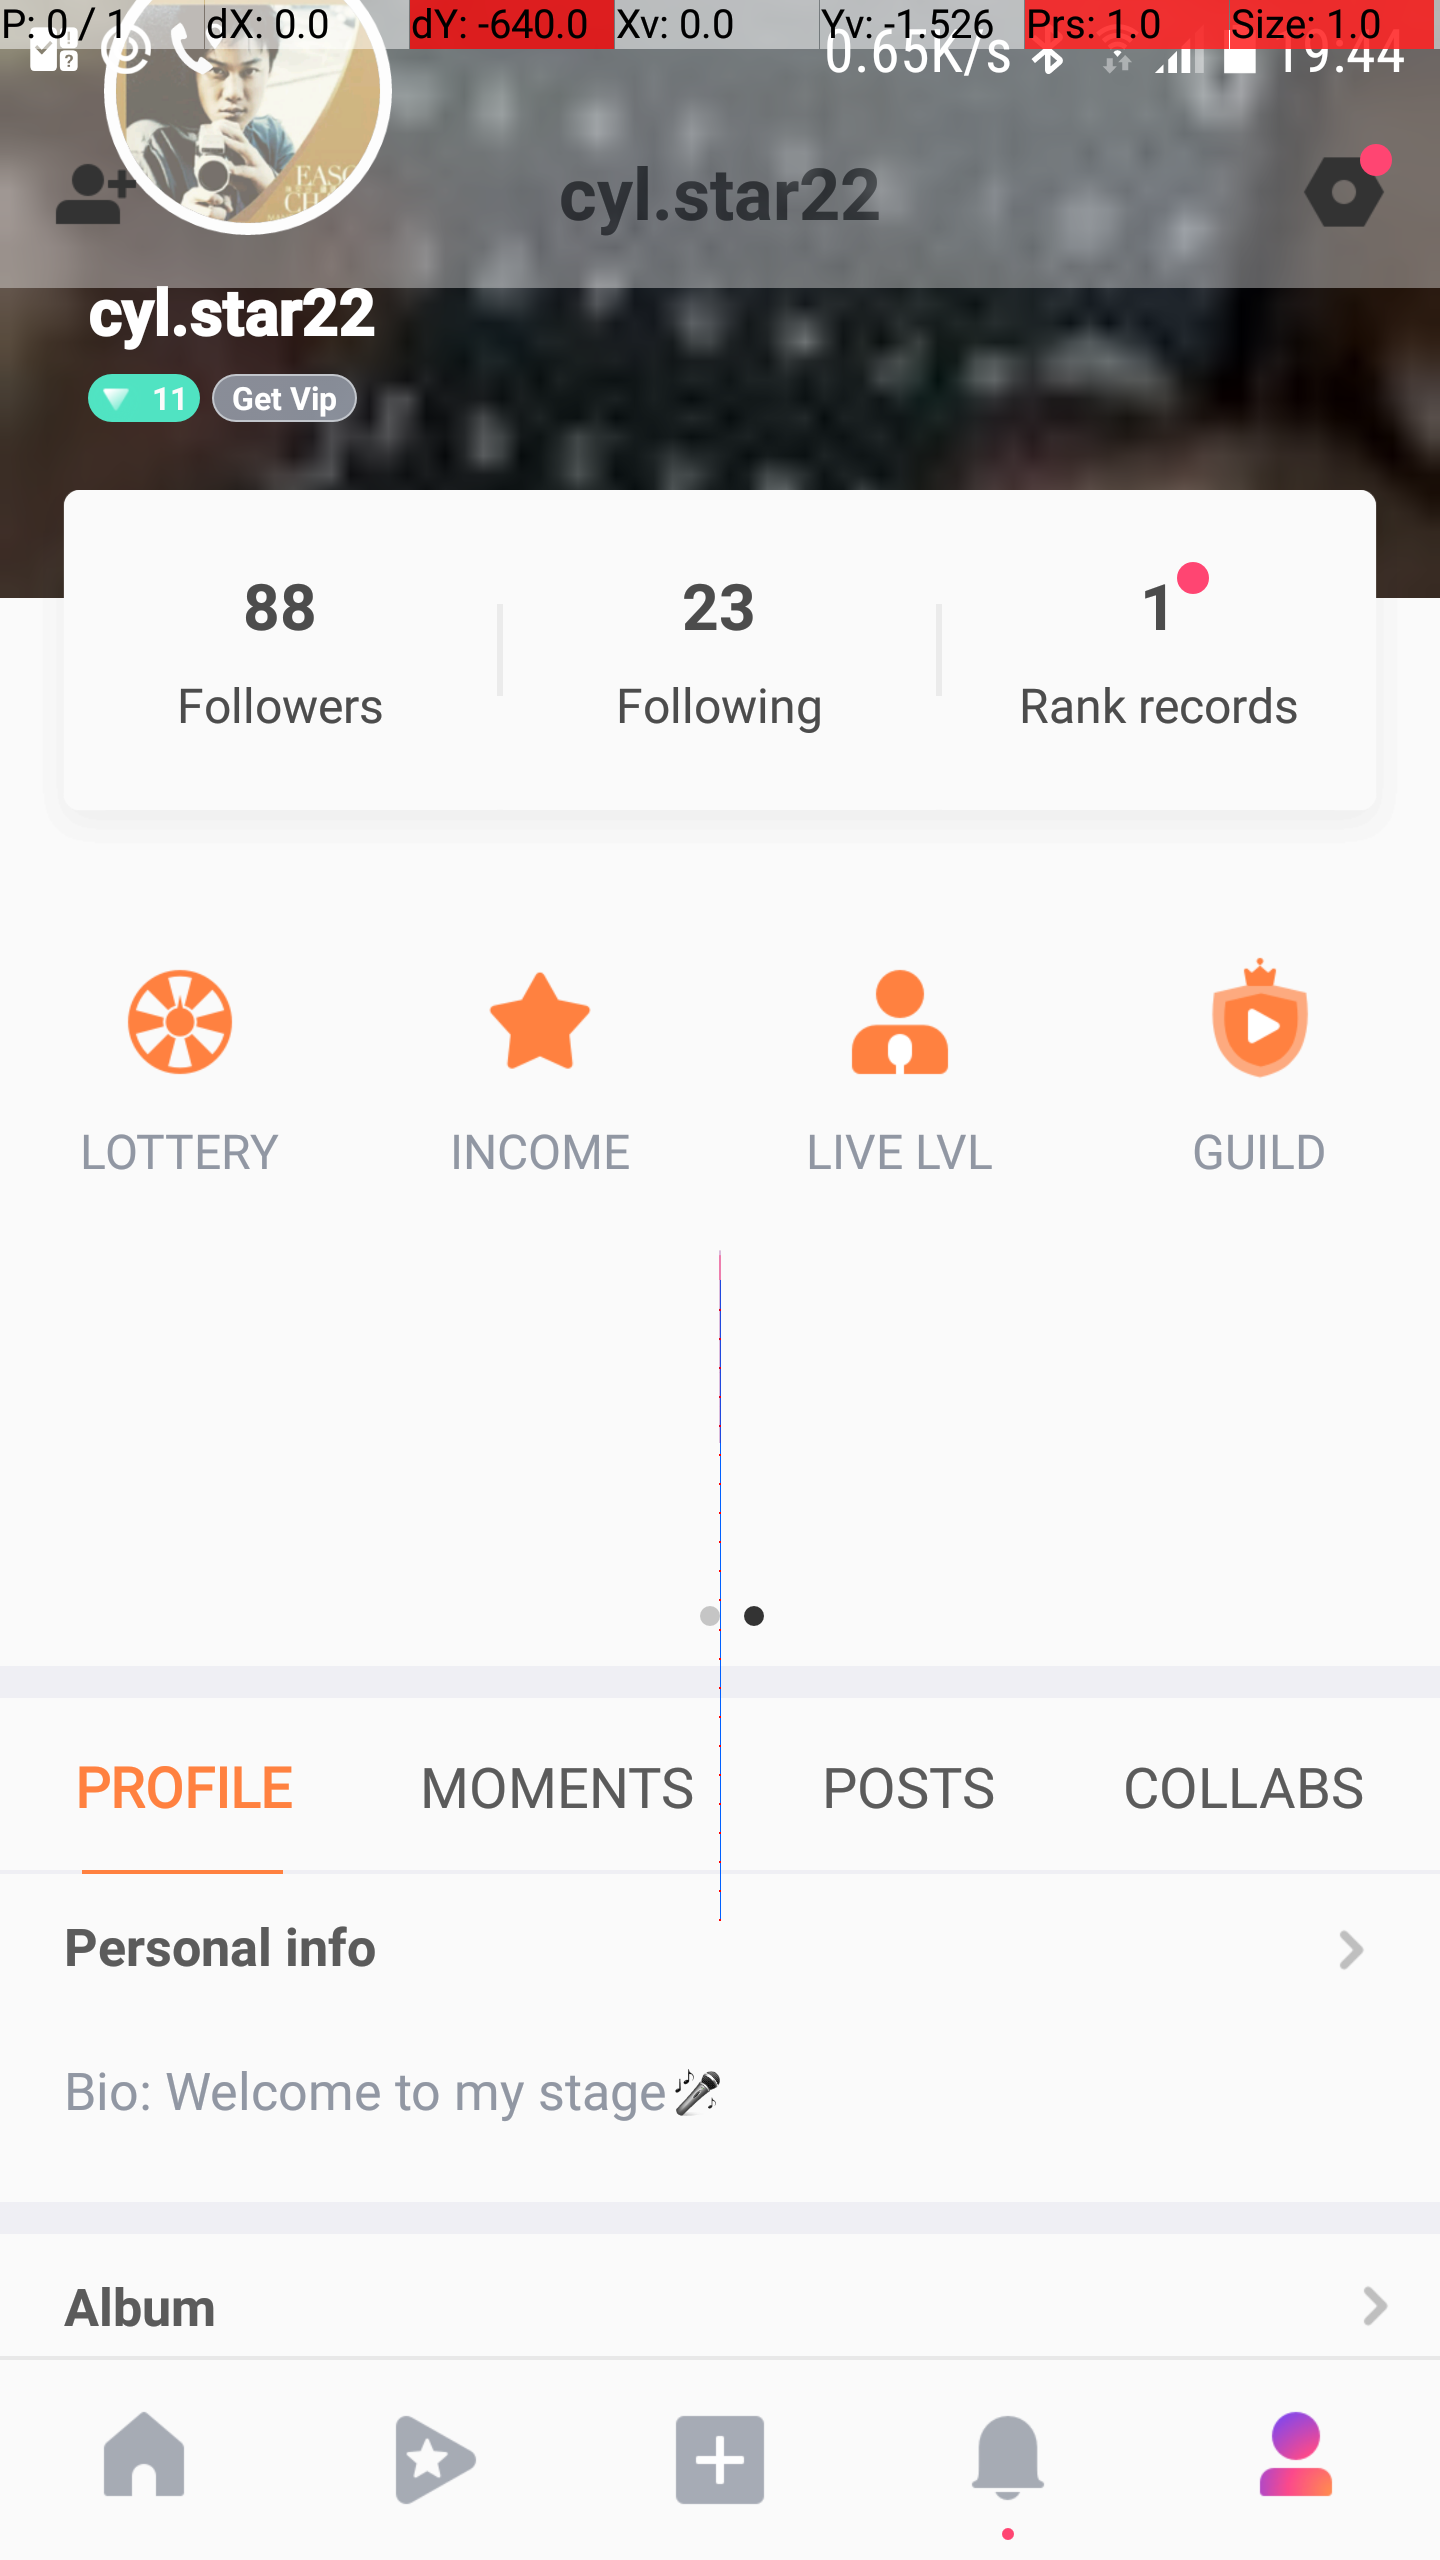 P: 0 / 1 dX: 0.0 dY: -640.0 Xv: 0.0 Yv: -1.526 Prs: 1.0 Size: 1.0
0.65K/s 19:44
cyl.star22
cyl.star22
11 Get Vip
88 23 1
Followers Following Rank records
LOTTERY INCOME LIVE LVL GUILD
PROFILE MOMENTS POSTS COLLABS
Personal info
Bio: Welcome to my stage🎤
Album